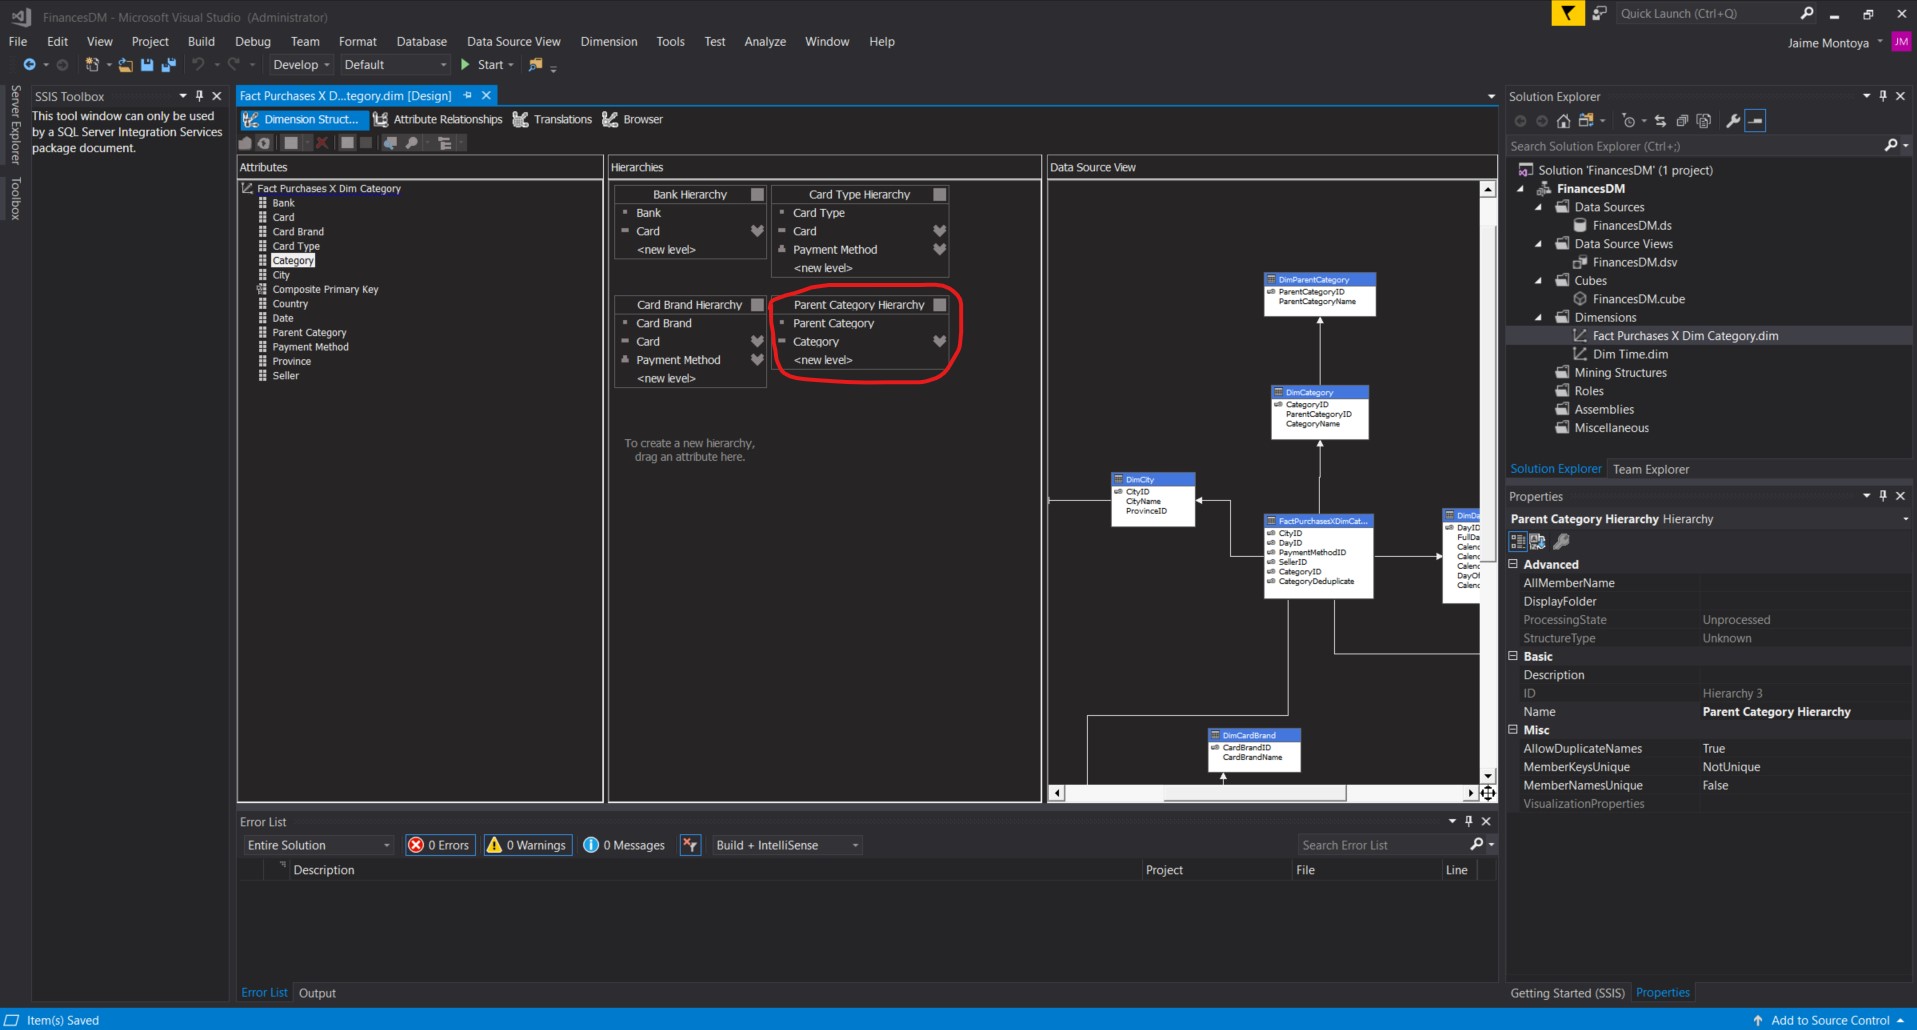 FinancesDM - Microsoft Visual Studio (Administrator)
Quick Launch (Ctrl+Q)
File Edit View Project Build Debug Team Format Database Data Source View Dimension Tools Test Analyze Window Help
Jaime Montoya JM
Develop Default Start
Server Explorer
Toolbox
SSIS Toolbox
This tool window can only be used
by a SQL Server Integration Services
package document.
Fact Purchases X D...tegory.dim [Design]
Dimension Struct... Attribute Relationships Translations Browser
Attributes
Fact Purchases X Dim Category
Bank
Card
Card Brand
Card Type
Category
City
Composite Primary Key
Country
Date
Parent Category
Payment Method
Province
Seller
Hierarchies
Bank Hierarchy
Bank
Card
<new level>
Card Type Hierarchy
Card Type
Card
Payment Method
<new level>
Card Brand Hierarchy
Card Brand
Card
Payment Method
<new level>
Parent Category Hierarchy
Parent Category
Category
<new level>
To create a new hierarchy,
drag an attribute here.
Data Source View
DimParentCategory
ParentCategoryID
ParentCategoryName
DimCategory
CategoryID
ParentCategoryID
CategoryName
DimCity
CityID
CityName
ProvinceID
FactPurchasesXDimCat...
CityID
DayID
PaymentMethodID
SellerID
CategoryID
CategoryDeduplicate
DimDa
DayID
FullDa
Calenc
Calenc
Calenc
DayOf
Calenc
DimCardBrand
CardBrandID
CardBrandName
Error List
Entire Solution 0 Errors 0 Warnings 0 Messages Build + IntelliSense Search Error List
Description Project File Line
Error List Output
Solution Explorer
Search Solution Explorer (Ctrl+;)
Solution 'FinancesDM' (1 project)
FinancesDM
Data Sources
FinancesDM.ds
Data Source Views
FinancesDM.dsv
Cubes
FinancesDM.cube
Dimensions
Fact Purchases X Dim Category.dim
Dim Time.dim
Mining Structures
Roles
Assemblies
Miscellaneous
Solution Explorer Team Explorer
Properties
Parent Category Hierarchy Hierarchy
Advanced
AllMemberName
DisplayFolder
ProcessingState Unprocessed
StructureType Unknown
Basic
Description
ID Hierarchy 3
Name Parent Category Hierarchy
Misc
AllowDuplicateNames True
MemberKeysUnique NotUnique
MemberNamesUnique False
VisualizationProperties
Getting Started (SSIS) Properties
Item(s) Saved
Add to Source Control